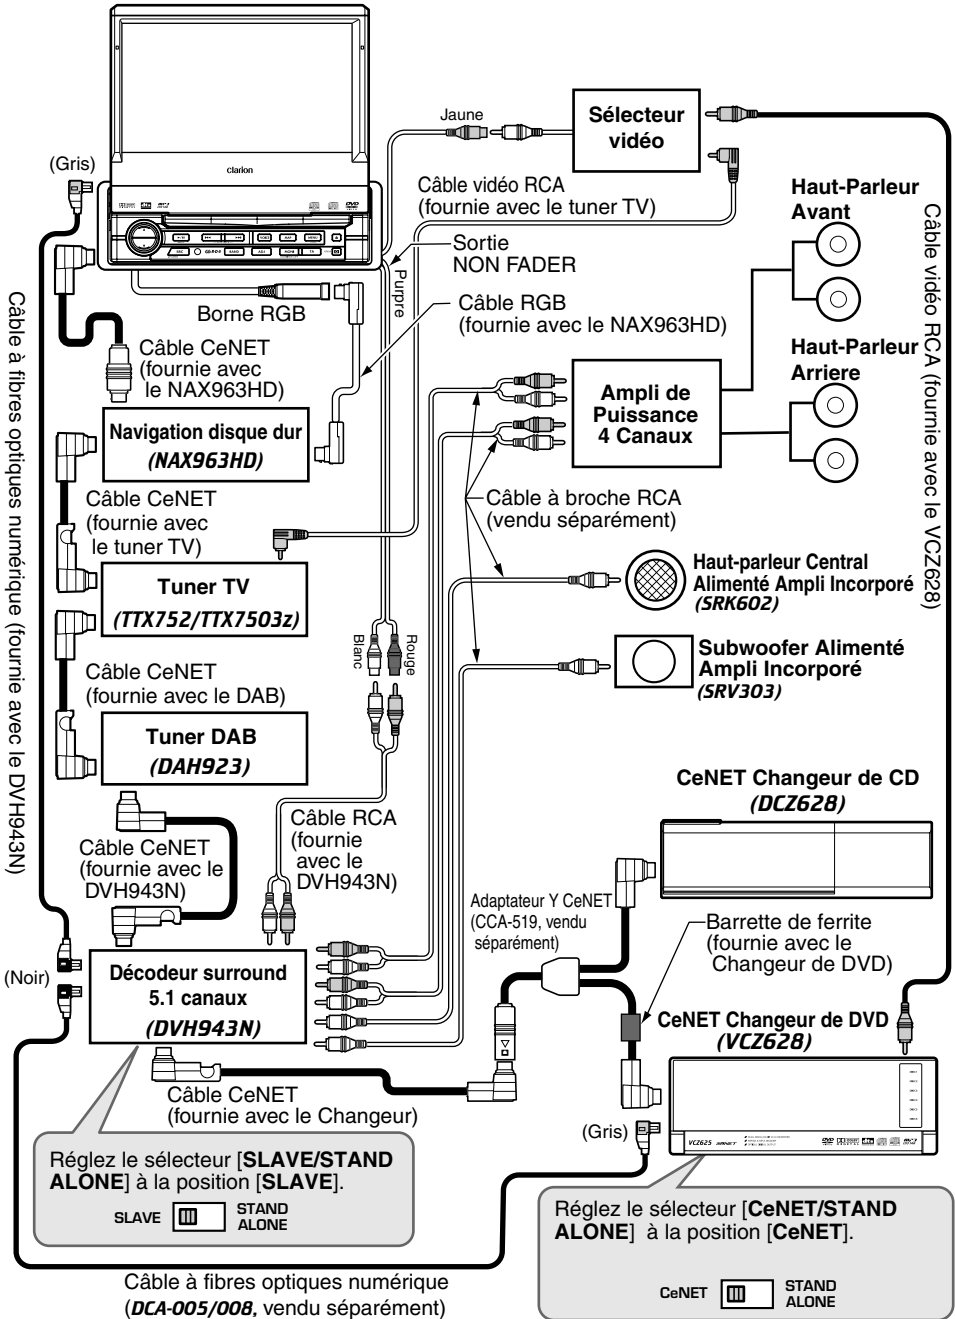 Jaune
Sélecteur
vidéo
(Gris)
clarion
Câble vidéo RCA
(fournie avec le tuner TV)
Haut-Parleur
Avant
Sortie
NON FADER
Purpre
Borne RGB
Câble RGB
(fournie avec le NAX963HD)
Câble vidéo RCA (fournie avec le VCZ628)
Câble à fibres optiques numérique (fournie avec le DVH943N)
Câble CeNET
(fournie avec
le NAX963HD)
Haut-Parleur
Arriere
Ampli de
Puissance
4 Canaux
Navigation disque dur
(NAX963HD)
Câble CeNET
(fournie avec
le tuner TV)
Câble à broche RCA
(vendu séparément)
Tuner TV
(TTX752/TTX7503z)
Haut-parleur Central
Alimenté Ampli Incorporé
(SRK602)
Blanc
Rouge
Subwoofer Alimenté
Ampli Incorporé
(SRV303)
Câble CeNET
(fournie avec le DAB)
Tuner DAB
(DAH923)
CeNET Changeur de CD
(DCZ628)
Câble RCA
(fournie
avec le
DVH943N)
Câble CeNET
(fournie avec le
DVH943N)
Adaptateur Y CeNET
(CCA-519, vendu
séparément)
Barrette de ferrite
(fournie avec le
Changeur de DVD)
(Noir)
Décodeur surround
5.1 canaux
(DVH943N)
CeNET Changeur de DVD
(VCZ628)
Câble CeNET
(fournie avec le Changeur)
(Gris)
VCZ625
Réglez le sélecteur [SLAVE/STAND
ALONE] à la position [SLAVE].
SLAVE
STAND
ALONE
Réglez le sélecteur [CeNET/STAND
ALONE] à la position [CeNET].
CeNET
STAND
ALONE
Câble à fibres optiques numérique
(DCA-005/008, vendu séparément)